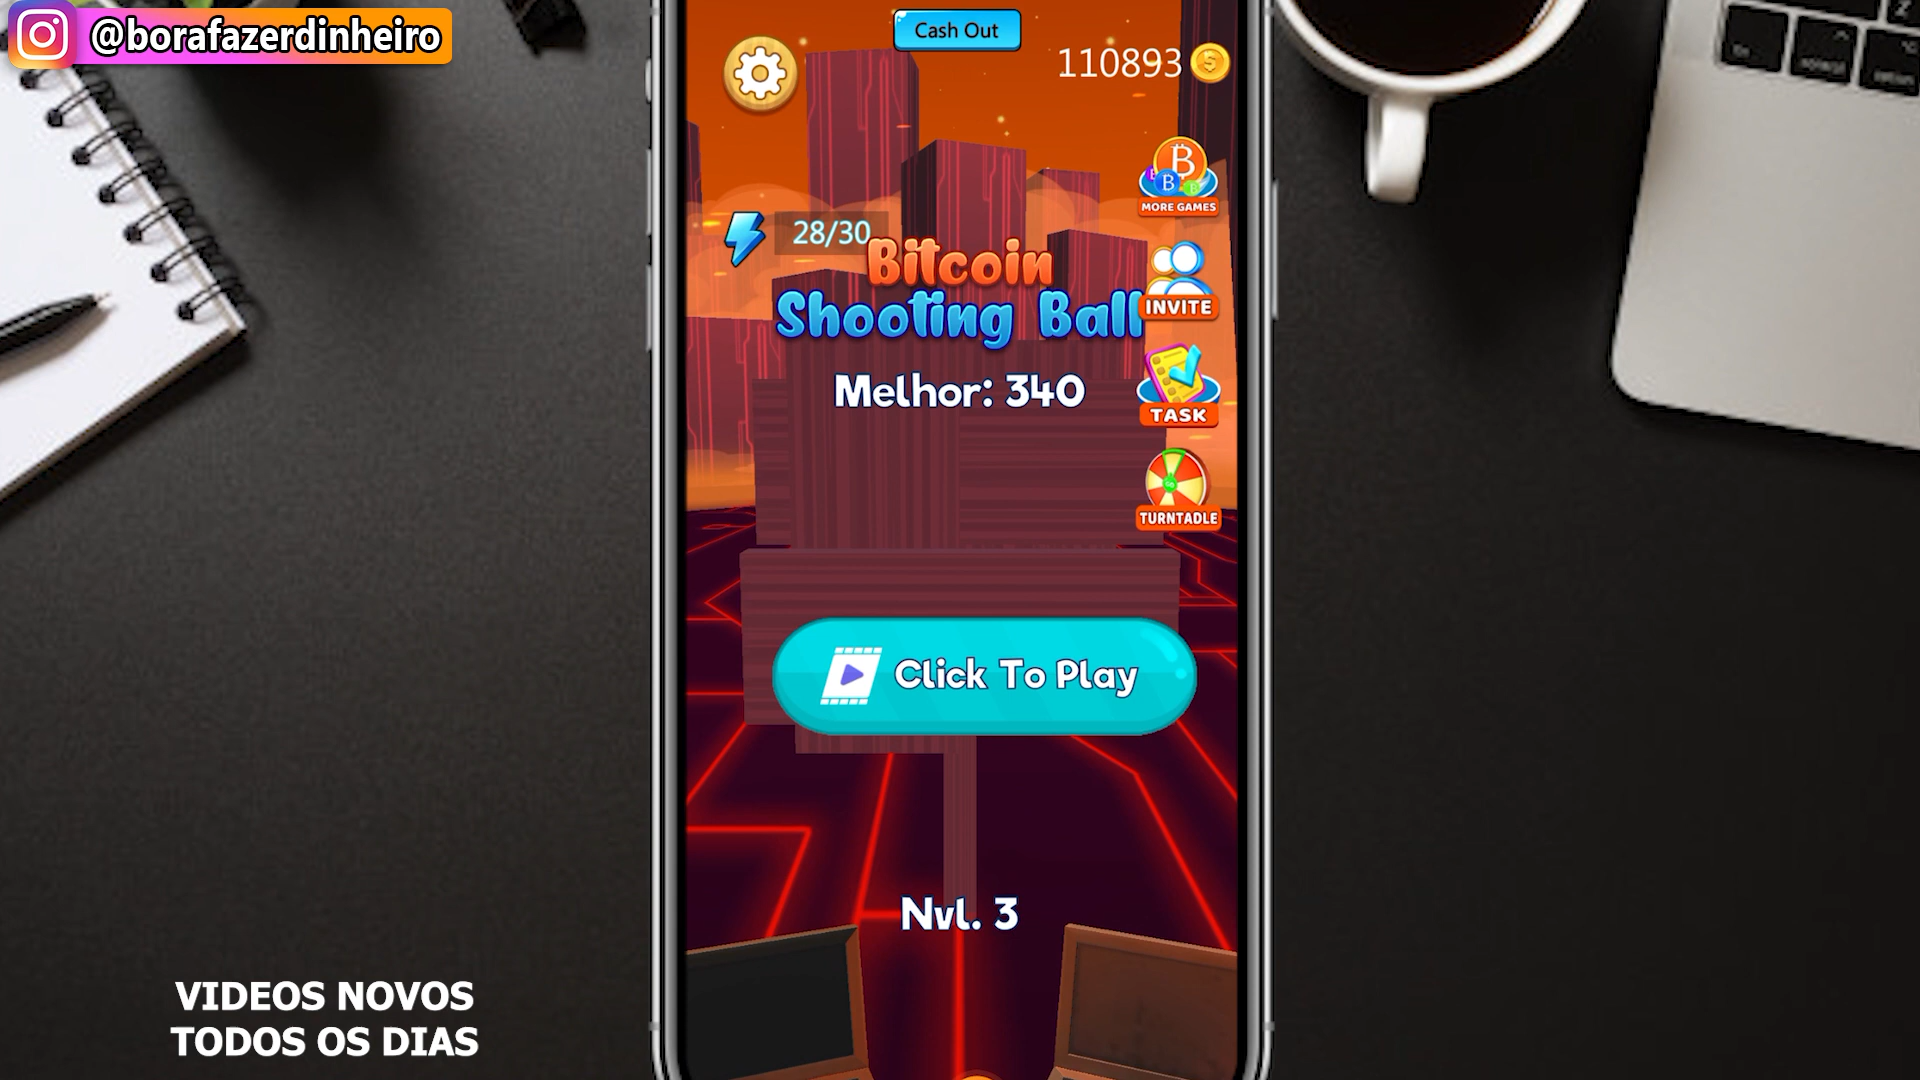 @borafazerdinheiro
Cash Out
110893
MORE GAMES
28/30
Bitcoin
Shooting Ball
INVITE
Melhor: 340
TASK
TURNTADLE
Click To Play
Nvl. 3
VIDEOS NOVOS
TODOS OS DIAS